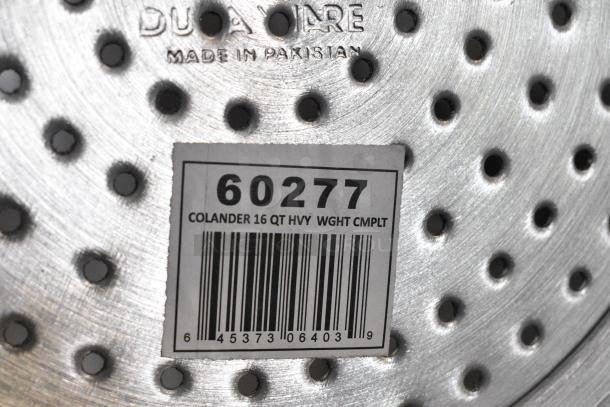 MADE IN PAKISTAN
60277
COLANDER 16 QT HVY WGHT CMPLT
6 45373 06403 9